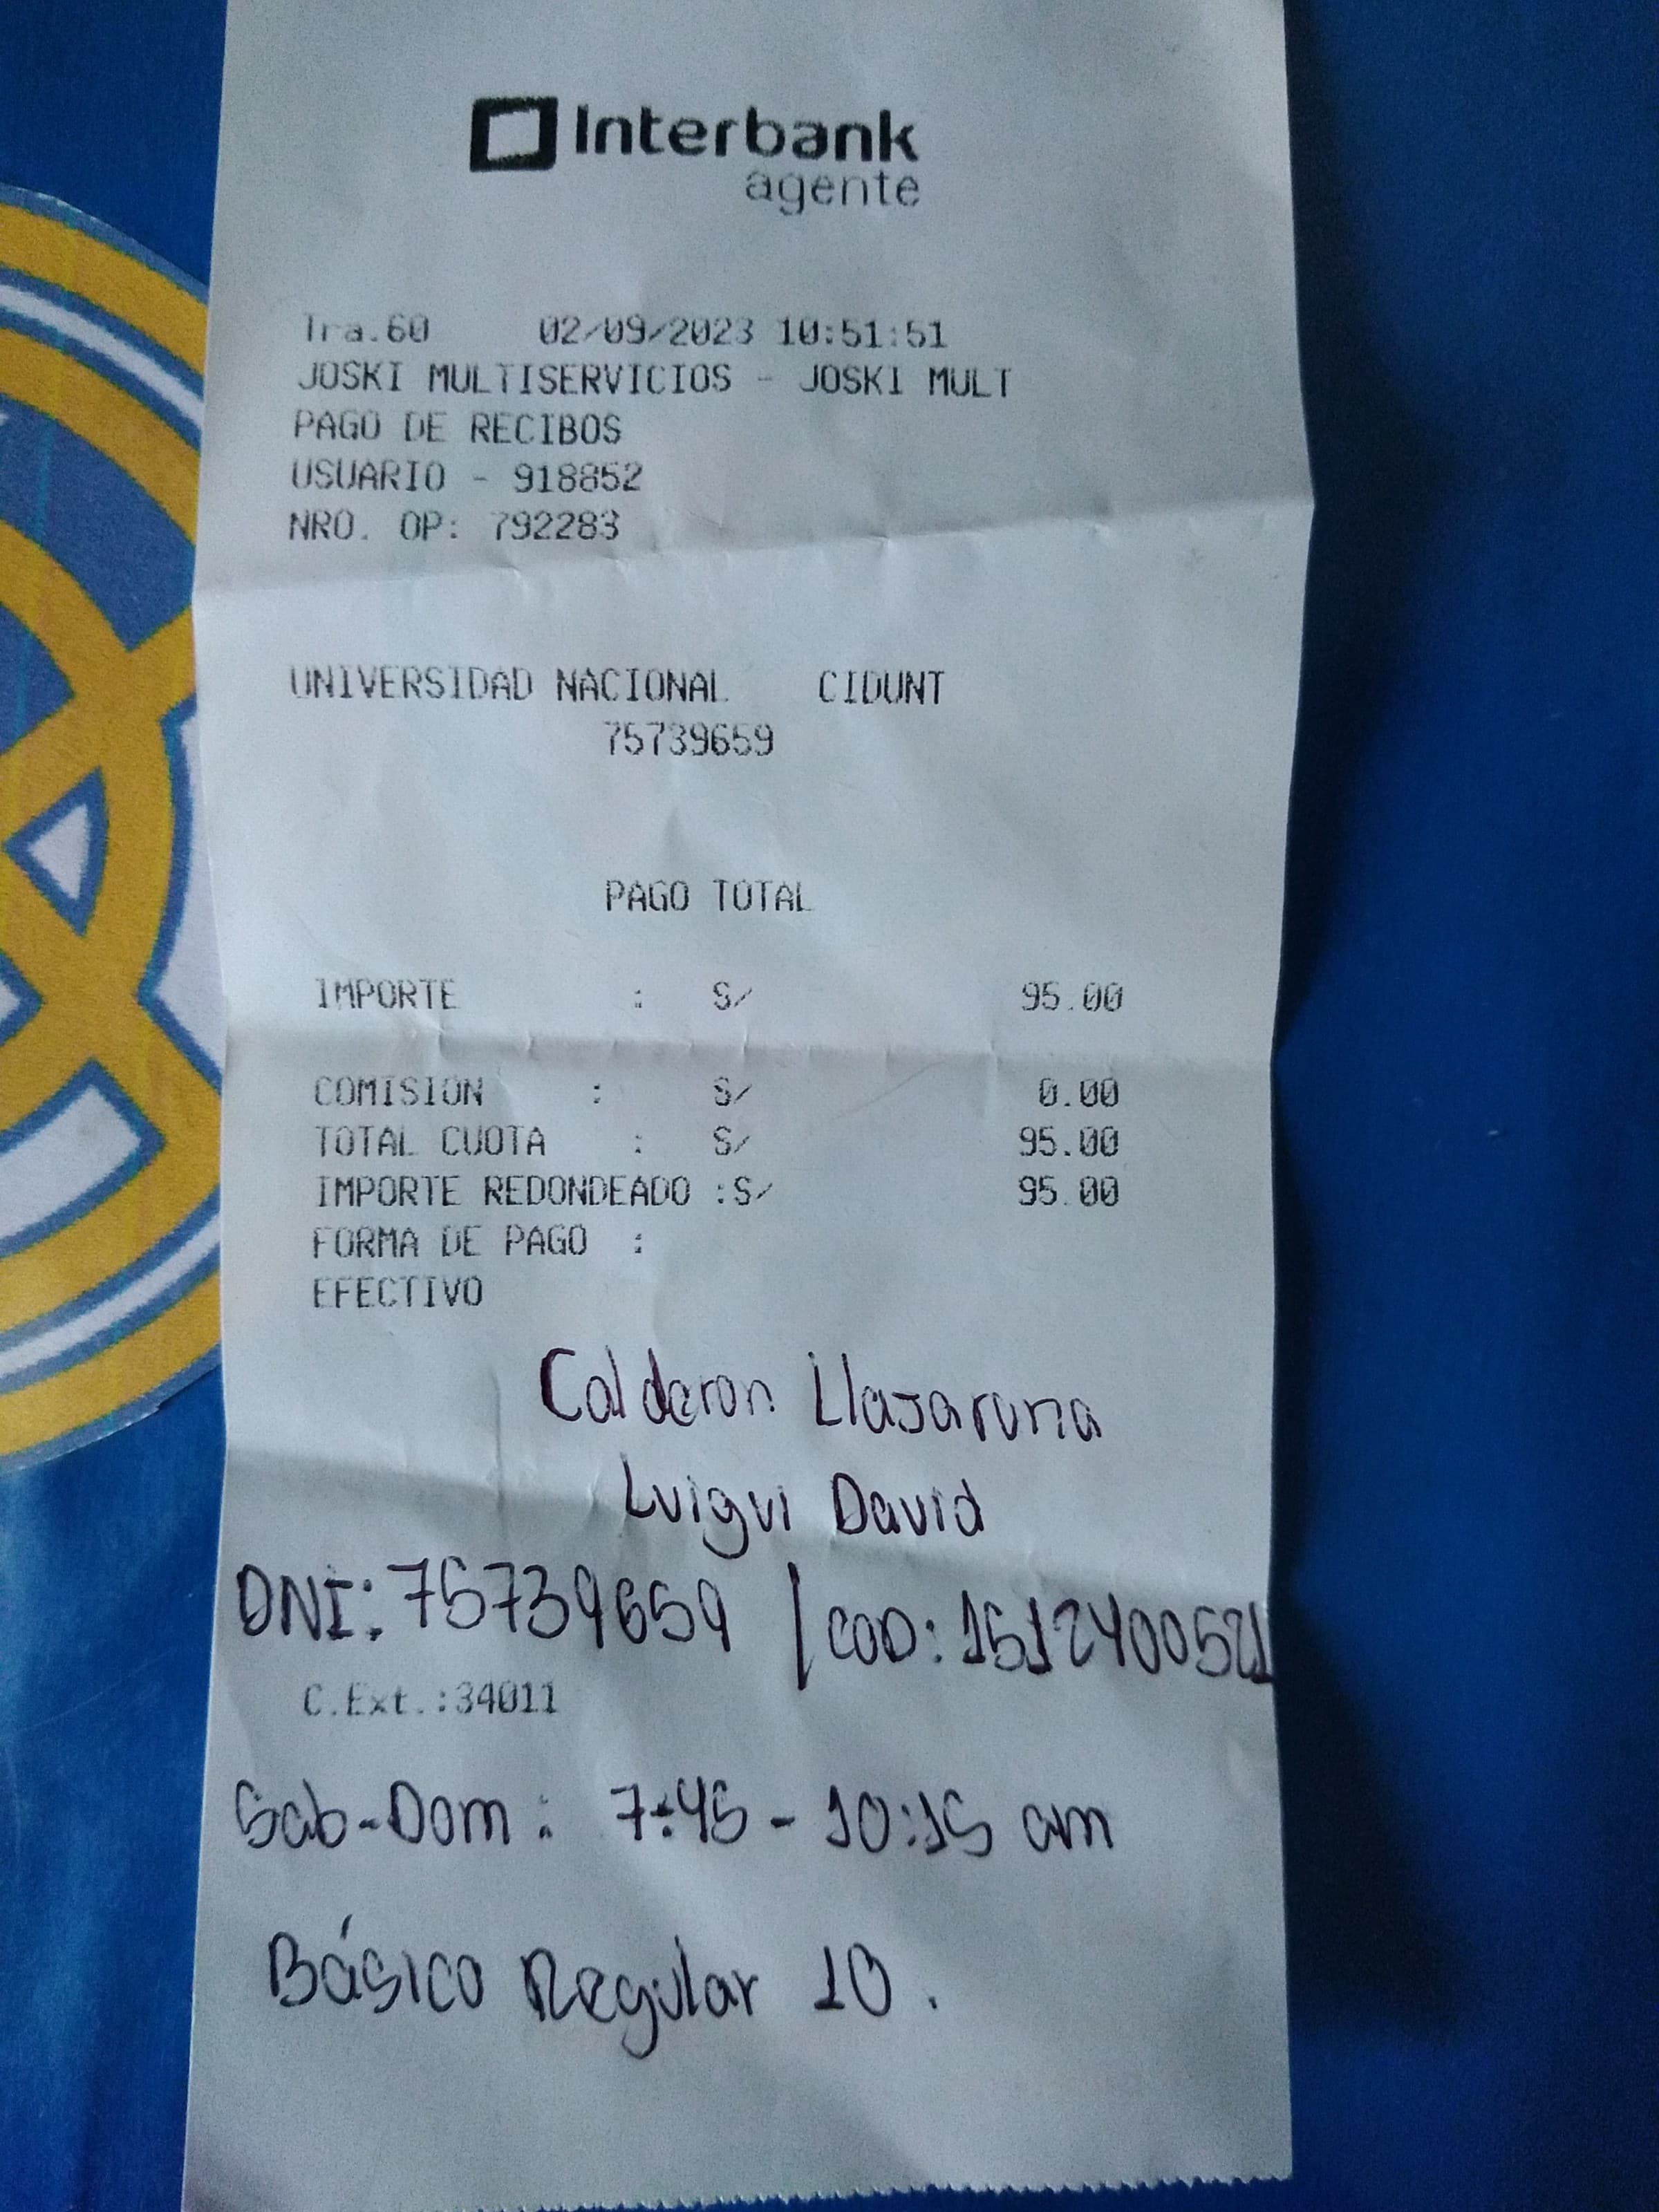 Interbank
agente
Tra.60 02/09/2023 10:51:51
JOSKI MULTISERVICIOS - JOSKI MULT
PAGO DE RECIBOS
USUARIO - 918852
NRO. OP: 792283
UNIVERSIDAD NACIONAL CIDUNT
75739659
PAGO TOTAL
IMPORTE : S/ 95.00
COMISION : S/ 0.00
TOTAL CUOTA : S/ 95.00
IMPORTE REDONDEADO :S/ 95.00
FORMA DE PAGO :
EFECTIVO
Calderon Llajaruna
Luigui David
DNI: 75739659 / COD: 1512400521
C.Ext.:34011
Sab-Dom: 7:45 - 10:15 am
Básico Regular 10.